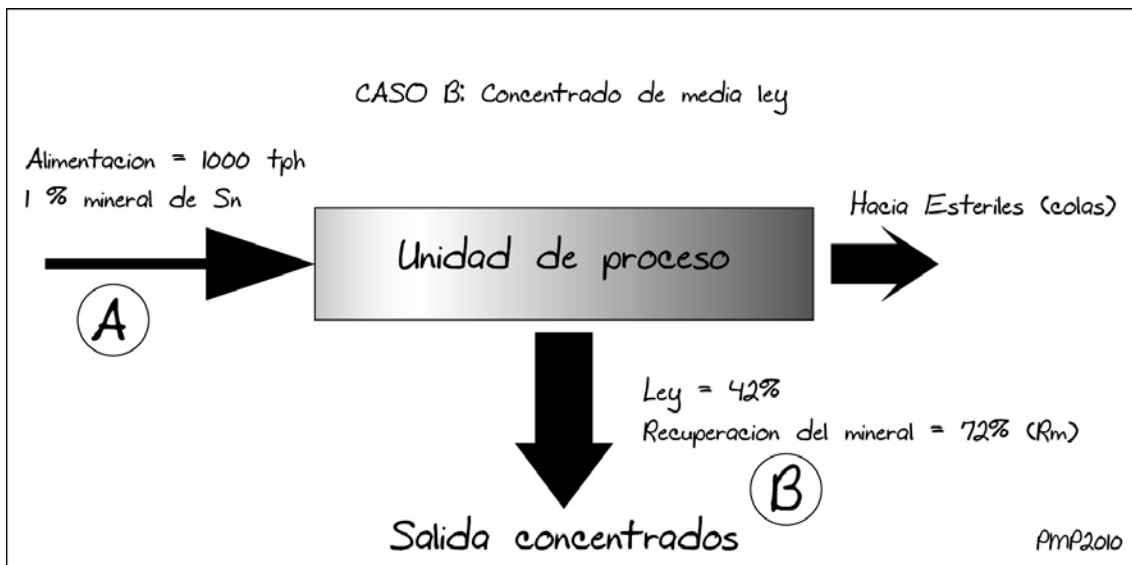 CASO B: Concentrado de media ley
Alimentacion = 1000 tph
1 % mineral de Sn
Hacia Esteriles (colas)
Unidad de proceso
A
Ley = 42%
Recuperacion del mineral = 72% (Rm)
B
Salida concentrados
PMP2010